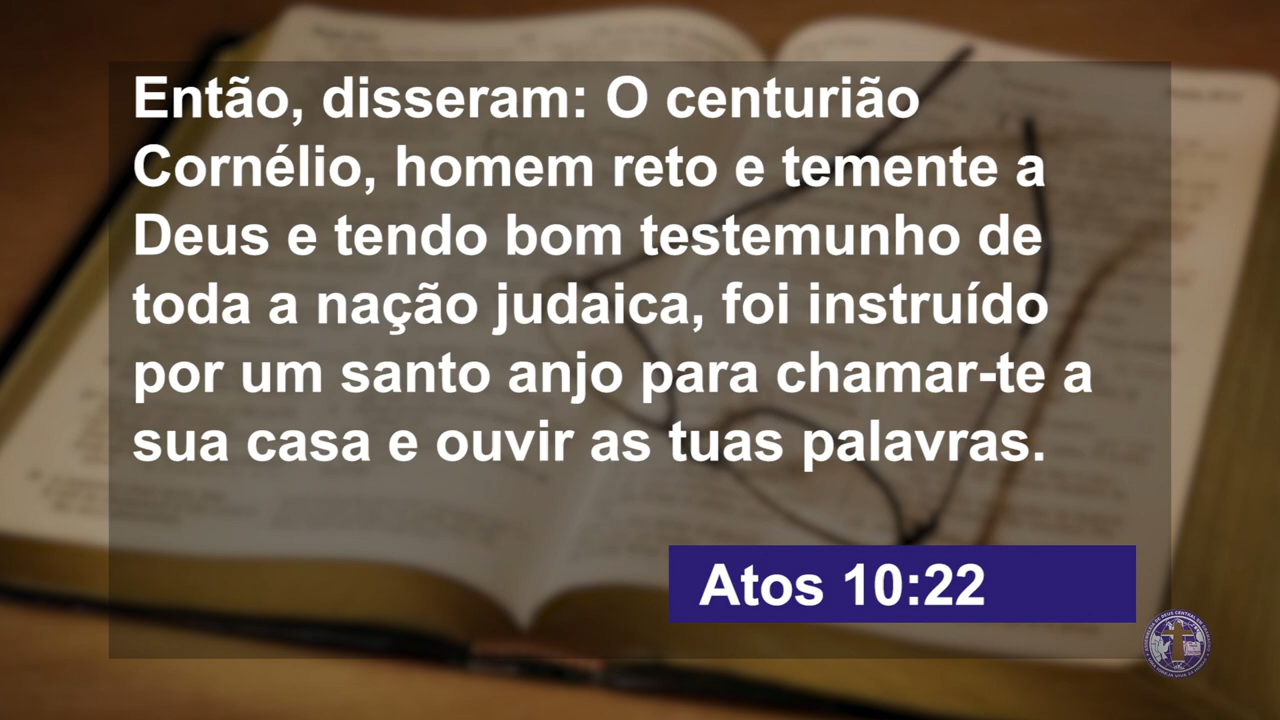 Então, disseram: O centurião
Cornélio, homem reto e temente a
Deus e tendo bom testemunho de
toda a nação judaica, foi instruído
por um santo anjo para chamar-te a
sua casa e ouvir as tuas palavras.
Atos 10:22